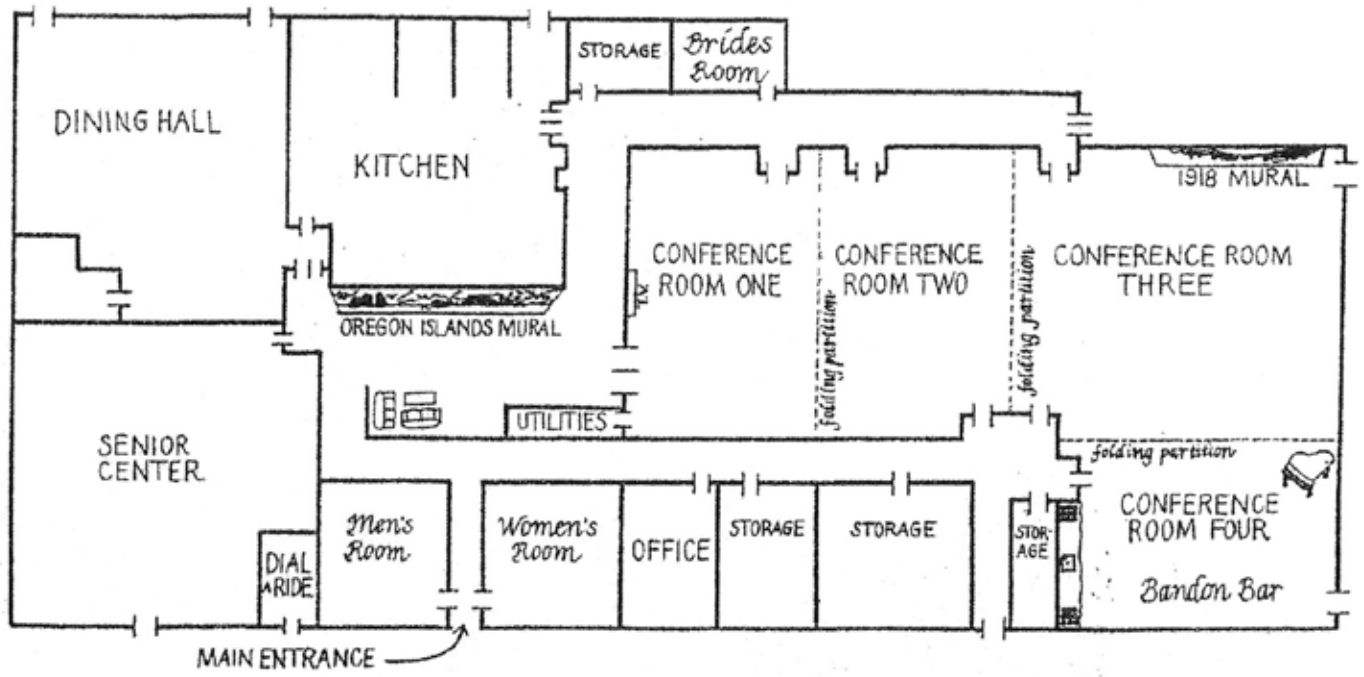 STORAGE
Brides
Room
DINING HALL
KITCHEN
1918 MURAL
CONFERENCE
ROOM ONE
CONFERENCE
ROOM TWO
CONFERENCE ROOM
THREE
T.V.
folding partition
folding partition
OREGON ISLANDS MURAL
UTILITIES
SENIOR
CENTER
folding partition
Men's
Room
Women's
Room
OFFICE
STORAGE
STORAGE
STOR-
AGE
CONFERENCE
ROOM FOUR
Bandon Bar
DIAL
A RIDE
MAIN ENTRANCE